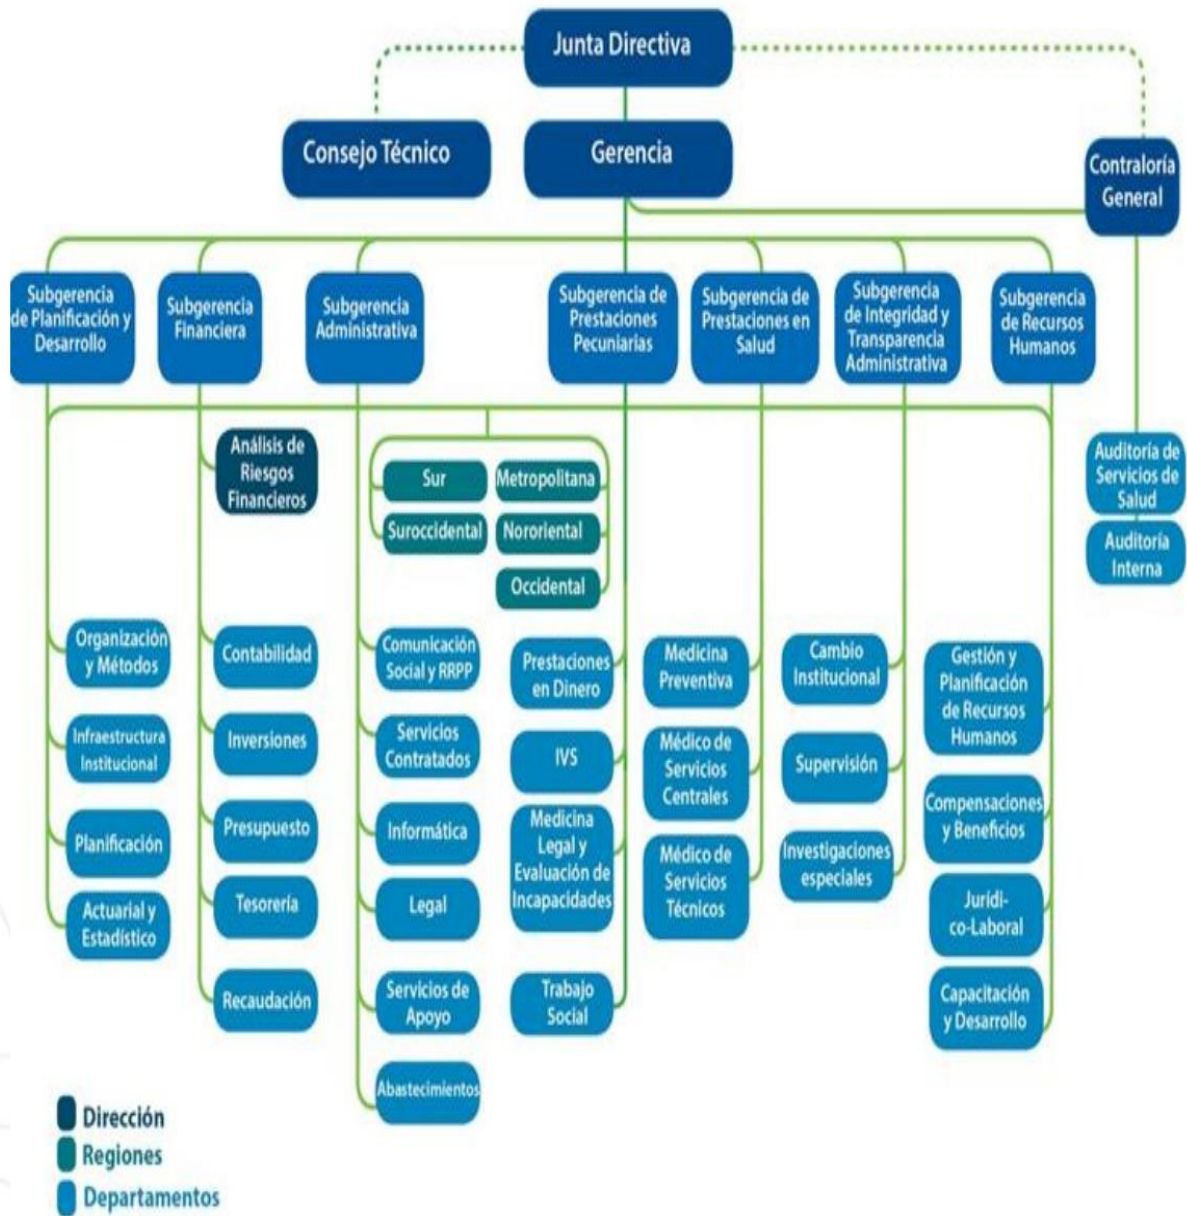 Junta Directiva
Consejo Técnico
Gerencia
Contraloría
General
Subgerencia
de Planificación y
Desarrollo
Subgerencia
Financiera
Subgerencia
Administrativa
Subgerencia de
Prestaciones
Pecuniarias
Subgerencia de
Prestaciones en
Salud
Subgerencia
de Integridad y
Transparencia
Administrativa
Subgerencia
de Recursos
Humanos
Análisis de
Riesgos
Financieros
Sur
Metropolitana
Suroccidental
Nororiental
Occidental
Auditoría de
Servicios de
Salud
Auditoría
Interna
Organización
y Métodos
Infraestructura
Institucional
Planificación
Actuarial y
Estadístico
Contabilidad
Inversiones
Presupuesto
Tesorería
Recaudación
Comunicación
Social y RRPP
Servicios
Contratados
Informática
Legal
Servicios de
Apoyo
Abastecimientos
Prestaciones
en Dinero
IVS
Medicina
Legal y
Evaluación de
Incapacidades
Trabajo
Social
Medicina
Preventiva
Médico de
Servicios
Centrales
Médico de
Servicios
Técnicos
Cambio
Institucional
Supervisión
Investigaciones
especiales
Gestión y
Planificación
de Recursos
Humanos
Compensaciones
y Beneficios
Jurídi-
co-Laboral
Capacitación
y Desarrollo
Dirección
Regiones
Departamentos